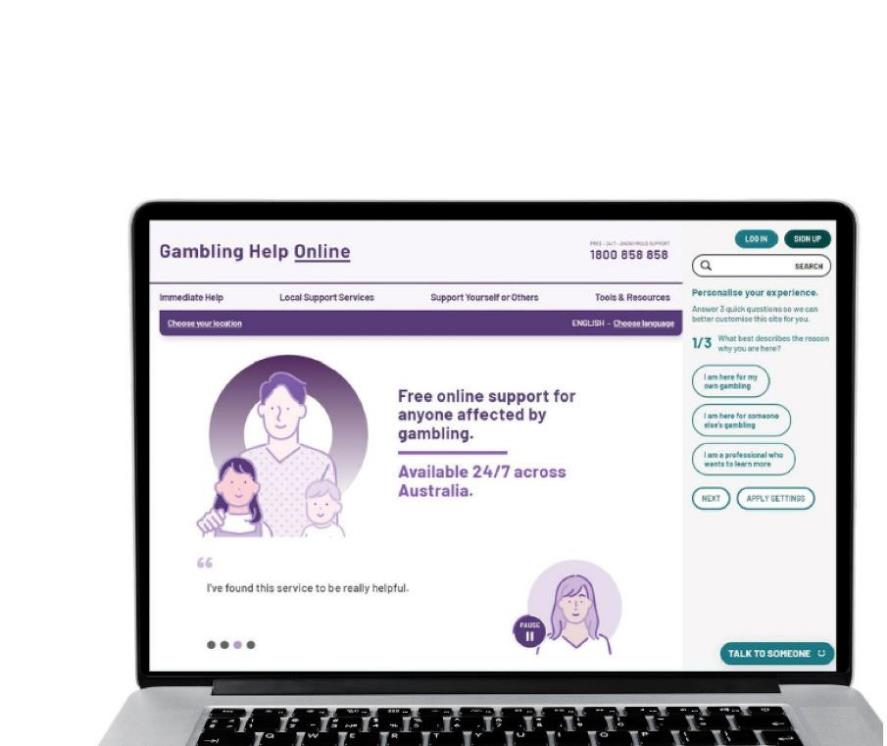 Gambling Help Online
FREE - 24/7 - ANONYMOUS SUPPORT
1800 858 858
Immediate Help
Local Support Services
Support Yourself or Others
Tools & Resources
Choose your location
ENGLISH - Choose language
Free online support for
anyone affected by
gambling.
Available 24/7 across
Australia.
“
I've found this service to be really helpful.
PAUSE
LOG IN
SIGN UP
SEARCH
Personalise your experience.
Answer 3 quick questions so we can
better customise this site for you.
1/3
What best describes the reason
why you are here?
I am here for my
own gambling
I am here for someone
else's gambling
I am a professional who
wants to learn more
NEXT
APPLY SETTINGS
TALK TO SOMEONE
Q W E R T Y U I O P